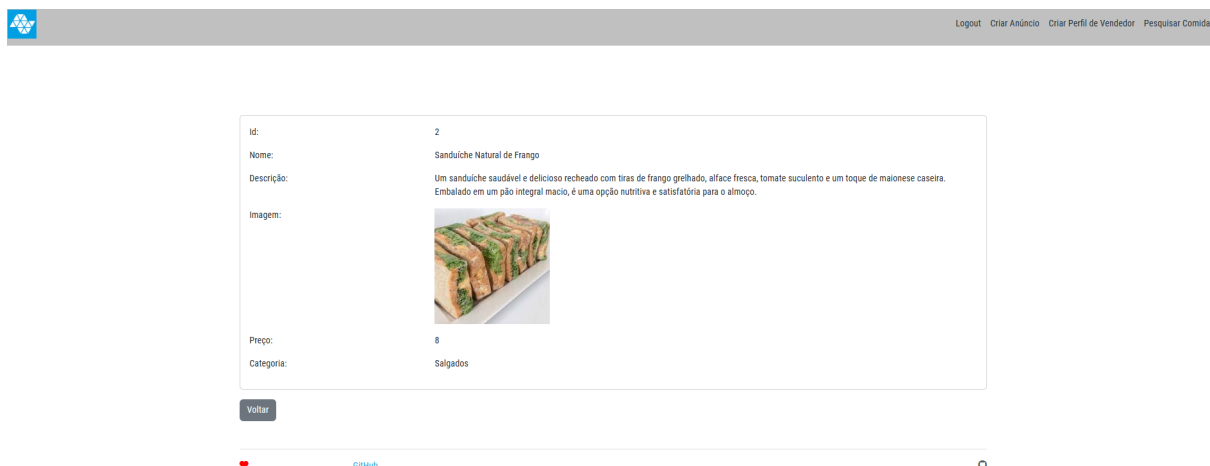 Logout Criar Anúncio Criar Perfil de Vendedor Pesquisar Comida
Id: 2
Nome: Sanduíche Natural de Frango
Descrição: Um sanduíche saudável e delicioso recheado com tiras de frango grelhado, alface fresca, tomate suculento e um toque de maionese caseira.
Embalado em um pão integral macio, é uma opção nutritiva e satisfatória para o almoço.
Imagem:
Preço: 8
Categoria: Salgados
Voltar
GitHub